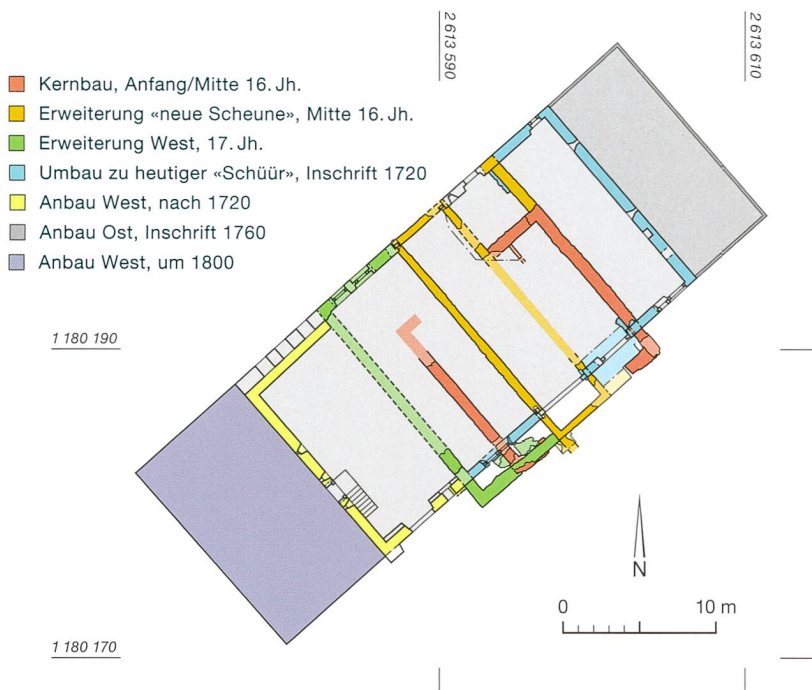 2 613 590
2 613 610
Kernbau, Anfang/Mitte 16. Jh.
Erweiterung «neue Scheune», Mitte 16. Jh.
Erweiterung West, 17. Jh.
Umbau zu heutiger «Schüür», Inschrift 1720
Anbau West, nach 1720
Anbau Ost, Inschrift 1760
Anbau West, um 1800
1 180 190
N
0 10 m
1 180 170